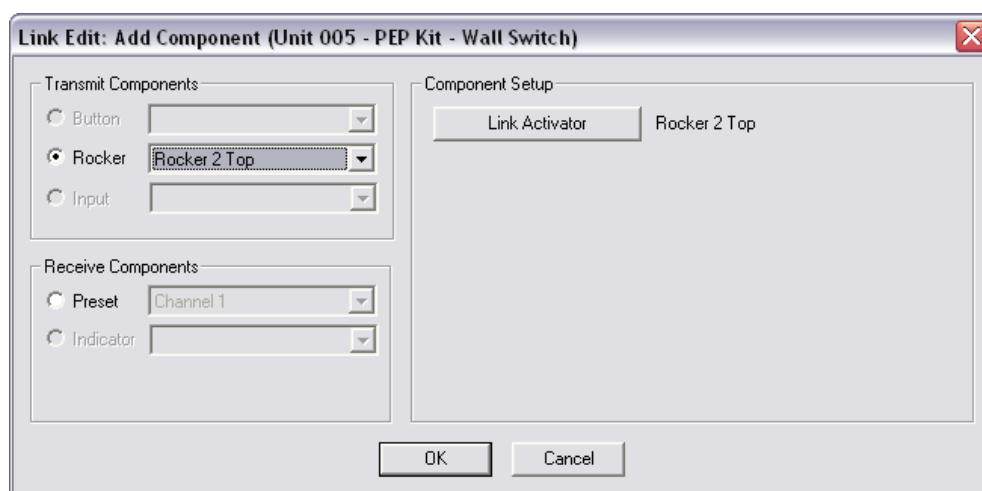 Link Edit: Add Component (Unit 005 - PEP Kit - Wall Switch)
Transmit Components
Button
Rocker Rocker 2 Top
Input
Receive Components
Preset Channel 1
Indicator
Component Setup
Link Activator Rocker 2 Top
OK Cancel